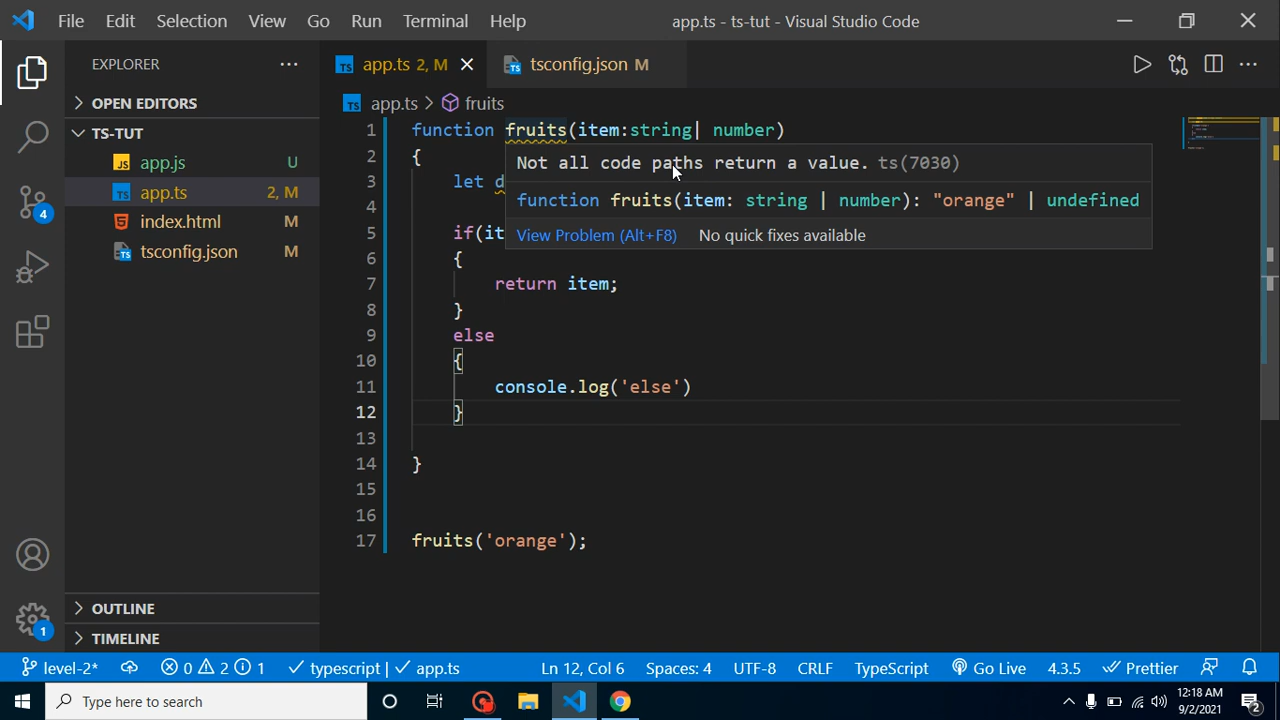 File Edit Selection View Go Run Terminal Help app.ts - ts-tut - Visual Studio Code
EXPLORER
OPEN EDITORS
TS-TUT
app.js U
app.ts 2, M
index.html M
tsconfig.json M
OUTLINE
TIMELINE
4
1
TS app.ts 2, M TS tsconfig.json M
TS app.ts > fruits
1 function fruits(item:string| number)
2 {
3 let d
4
5 if(it
6 {
7 return item;
8 }
9 else
10 {
11 console.log('else')
12 }
13
14 }
15
16
17 fruits('orange');
Not all code paths return a value. ts(7030)
function fruits(item: string | number): "orange" | undefined
View Problem (Alt+F8) No quick fixes available
level-2* 0 2 1 typescript | app.ts Ln 12, Col 6 Spaces: 4 UTF-8 CRLF TypeScript Go Live 4.3.5 Prettier
Type here to search 12:18 AM
9/2/2021 2